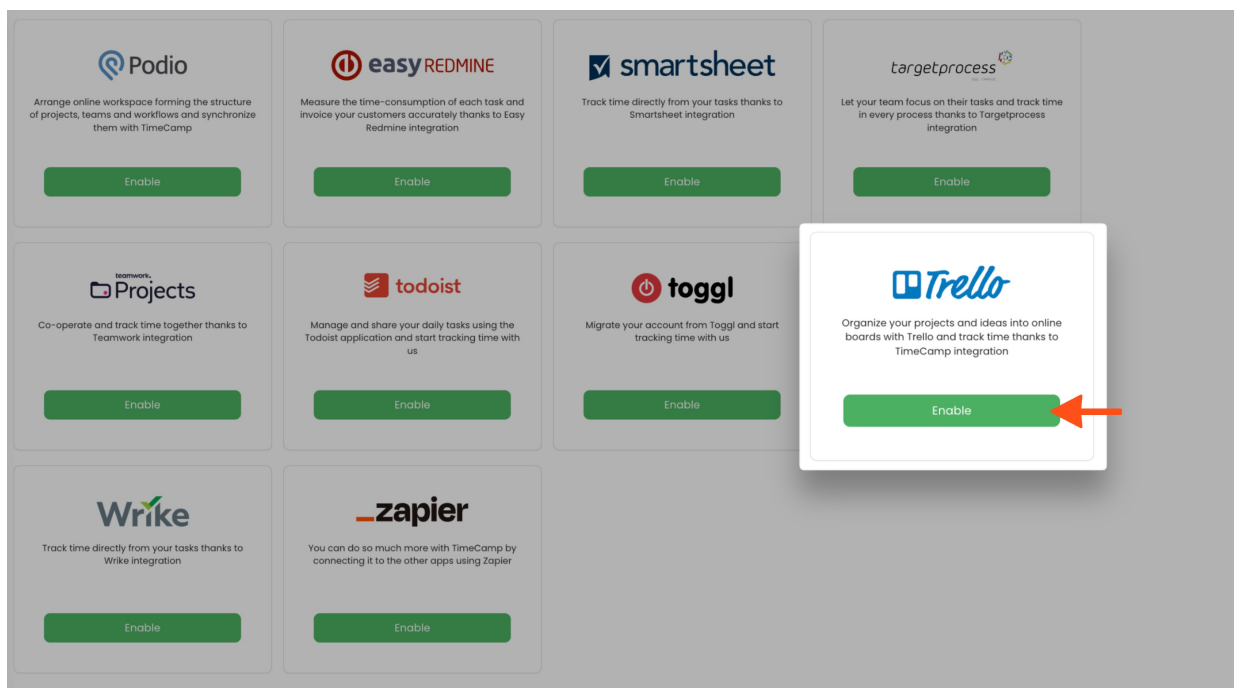 Podio
Arrange online workspace forming the structure
of projects, teams and workflows and synchronize
them with TimeCamp
Enable
easy REDMINE
Measure the time-consumption of each task and
invoice your customers accurately thanks to Easy
Redmine integration
Enable
smartsheet
Track time directly from your tasks thanks to
Smartsheet integration
Enable
targetprocess
Let your team focus on their tasks and track time
in every process thanks to Targetprocess
integration
Enable
teamwork.
Projects
Co-operate and track time together thanks to
Teamwork integration
Enable
todoist
Manage and share your daily tasks using the
Todoist application and start tracking time with
us
Enable
toggl
Migrate your account from Toggl and start
tracking time with us
Enable
Trello
Organize your projects and ideas into online
boards with Trello and track time thanks to
TimeCamp integration
Enable
Wrike
Track time directly from your tasks thanks to
Wrike integration
Enable
_zapier
You can do so much more with TimeCamp by
connecting it to the other apps using Zapier
Enable